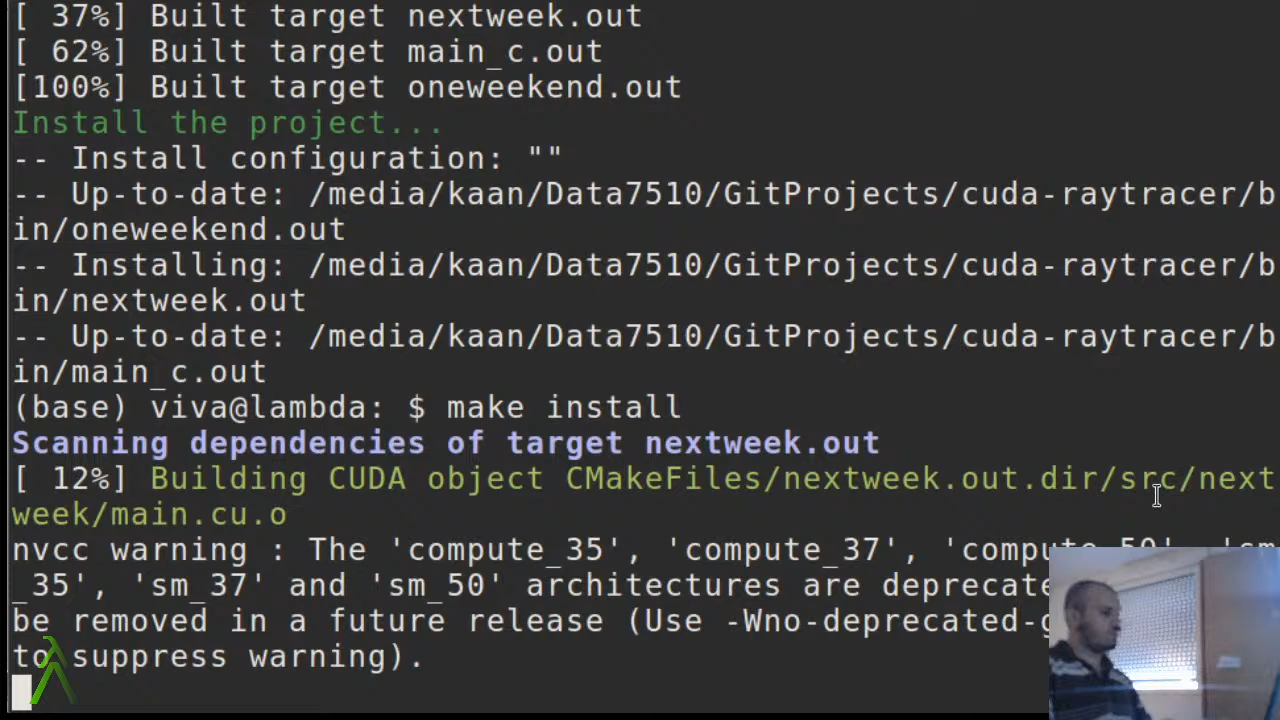 [ 37%] Built target nextweek.out
[ 62%] Built target main_c.out
[100%] Built target oneweekend.out
Install the project...
-- Install configuration: ""
-- Up-to-date: /media/kaan/Data7510/GitProjects/cuda-raytracer/b
in/oneweekend.out
-- Installing: /media/kaan/Data7510/GitProjects/cuda-raytracer/b
in/nextweek.out
-- Up-to-date: /media/kaan/Data7510/GitProjects/cuda-raytracer/b
in/main_c.out
(base) viva@lambda: $ make install
Scanning dependencies of target nextweek.out
[ 12%] Building CUDA object CMakeFiles/nextweek.out.dir/src/next
week/main.cu.o
nvcc warning : The 'compute_35', 'compute_37', 'compute_50', 'sm
_35', 'sm_37' and 'sm_50' architectures are deprecate
be removed in a future release (Use -Wno-deprecated-g
to suppress warning).